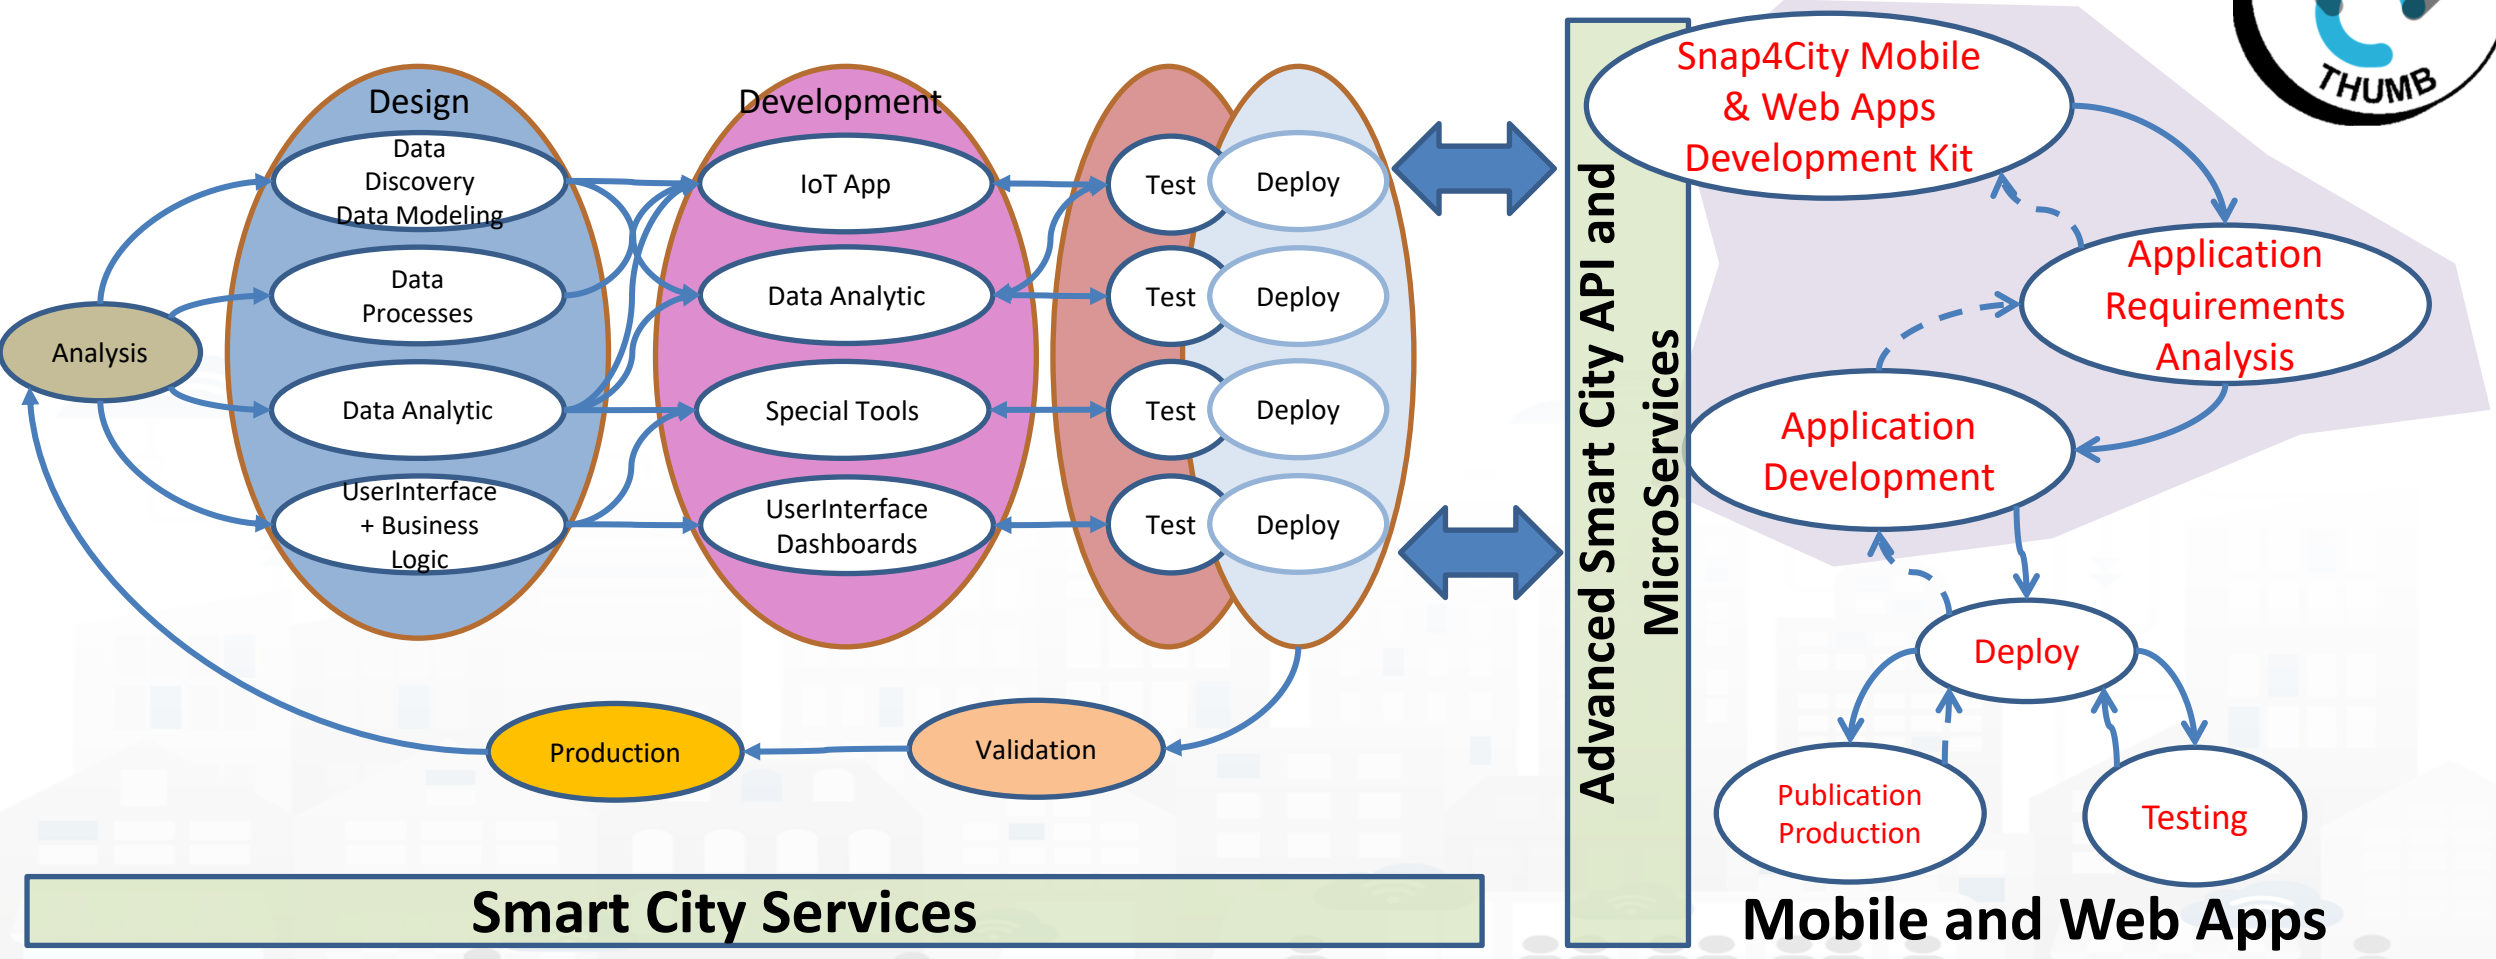 Design
Data
Discovery
Data Modeling
Data
Processes
Data Analytic
UserInterface
+ Business
Logic
Analysis
Development
IoT App
Data Analytic
Special Tools
UserInterface
Dashboards
Test
Deploy
Test
Deploy
Test
Deploy
Test
Deploy
Production
Validation
Smart City Services
Advanced Smart City API and
MicroServices
Snap4City Mobile
& Web Apps
Development Kit
Application
Requirements
Analysis
Application
Development
Deploy
Publication
Production
Testing
Mobile and Web Apps
THUMB